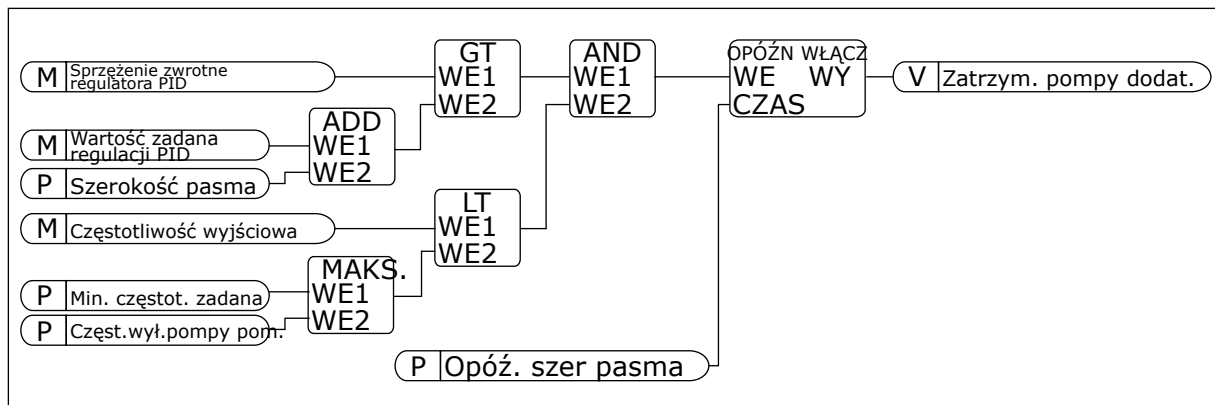 GT
AND
OPÓŹN WŁĄCZ
M Sprzężenie zwrotne
regulatora PID
WE1
WE1
WE WY
V Zatrzym. pompy dodat.
WE2
WE2
CZAS
ADD
M Wartość zadana
regulacji PID
WE1
WE2
P Szerokość pasma
LT
M Częstotliwość wyjściowa
WE1
WE2
MAKS.
P Min. częstot. zadana
WE1
WE2
P Częst.wył.pompy pom.
P Opóź. szer pasma